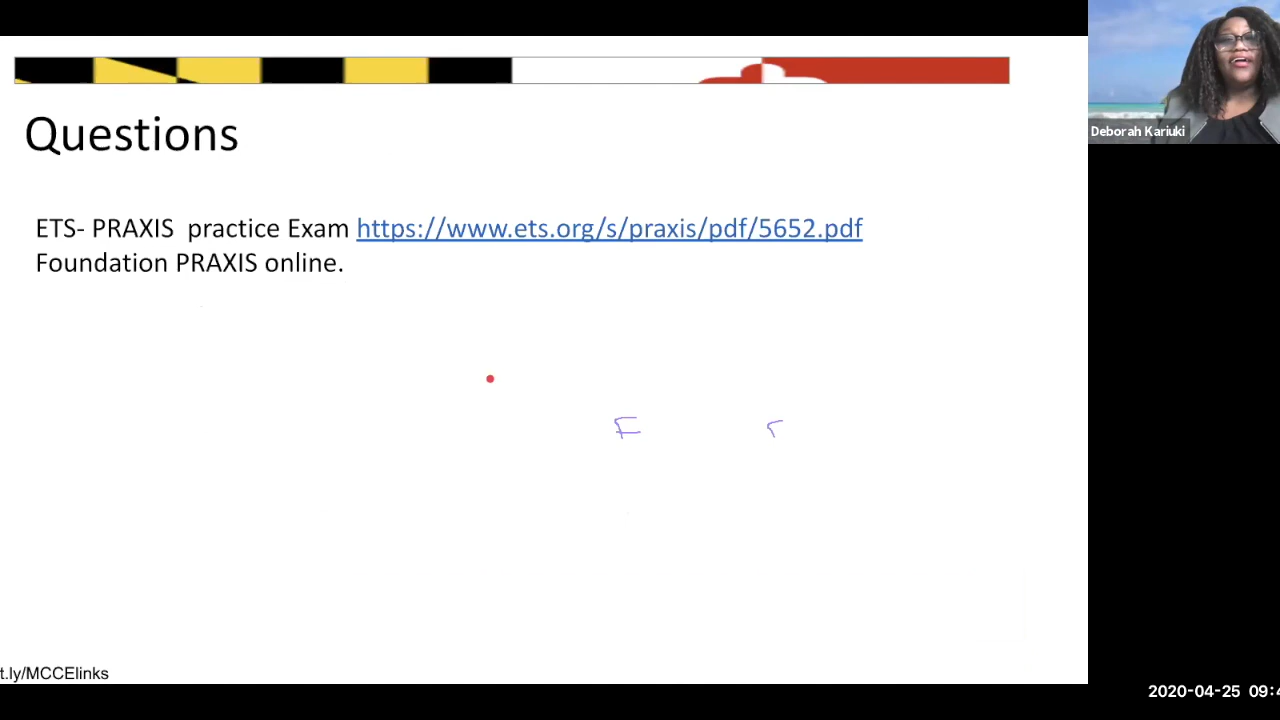 Questions
ETS- PRAXIS practice Exam https://www.ets.org/s/praxis/pdf/5652.pdf
Foundation PRAXIS online.
F
t.ly/MCCElinks
Deborah Kariuki
2020-04-25 09:4